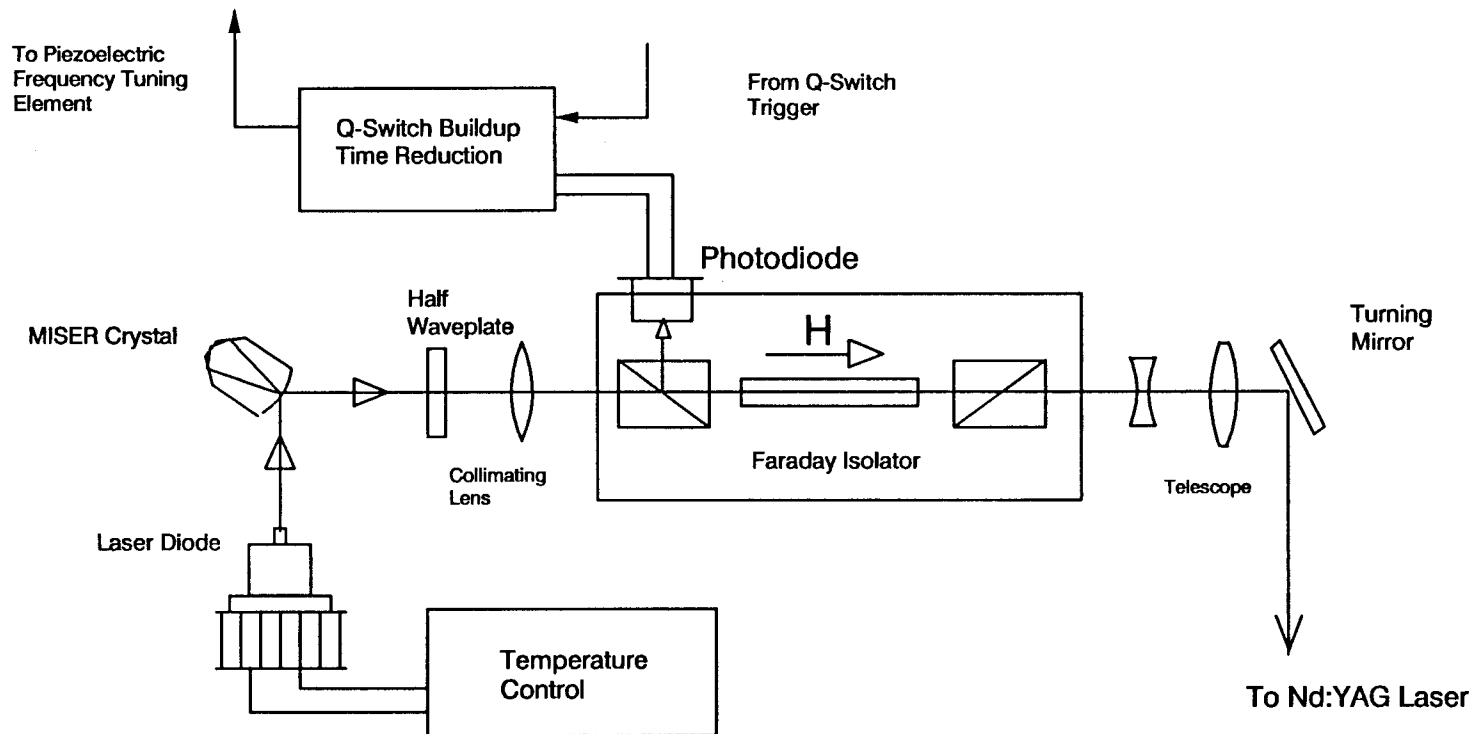 To Piezoelectric
Frequency Tuning
Element
From Q-Switch
Trigger
Q-Switch Buildup
Time Reduction
Photodiode
Half
Waveplate
MISER Crystal
H
Turning
Mirror
Collimating
Lens
Faraday Isolator
Telescope
Laser Diode
Temperature
Control
To Nd:YAG Laser